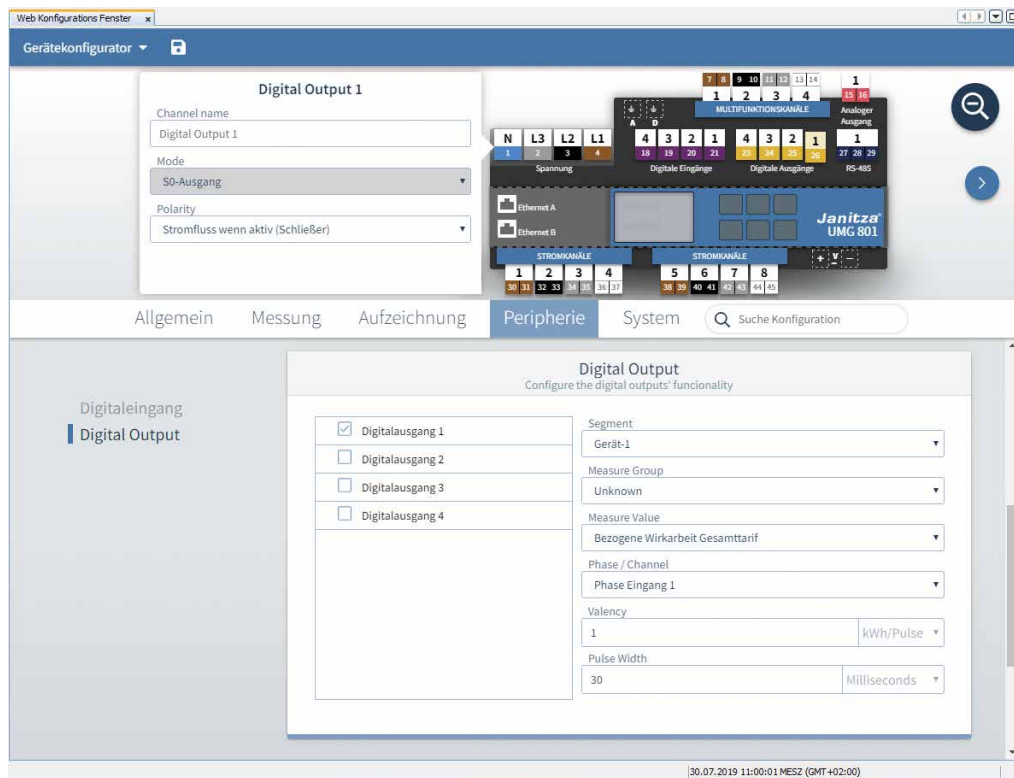 Web Konfigurations Fenster x
Gerätekonfigurator
Digital Output 1
Channel name
Digital Output 1
Mode
S0-Ausgang
Polarity
Stromfluss wenn aktiv (Schließer)
7 8 9 10 11 12 13 14
1 2 3 4
MULTIFUNKTIONSKANÄLE
1
15 16
Analoger
Ausgang
A D
N L3 L2 L1
1 2 3 4
Spannung
4 3 2 1
18 19 20 21
Digitale Eingänge
4 3 2 1
23 24 25 26
Digitale Ausgänge
1
27 28 29
RS-485
Ethernet A
Ethernet B
Janitza®
UMG 801
STROMKANÄLE
1 2 3 4
30 31 32 33 34 35 36 37
STROMKANÄLE
5 6 7 8
38 39 40 41 42 43 44 45
+ V −
Allgemein Messung Aufzeichnung Peripherie System Suche Konfiguration
Digitaleingang
Digital Output
Digital Output
Configure the digital outputs' funcionality
Digitalausgang 1
Digitalausgang 2
Digitalausgang 3
Digitalausgang 4
Segment
Gerät-1
Measure Group
Unknown
Measure Value
Bezogene Wirkarbeit Gesamttarif
Phase / Channel
Phase Eingang 1
Valency
1 kWh/Pulse
Pulse Width
30 Milliseconds
30.07.2019 11:00:01 MESZ (GMT+02:00)